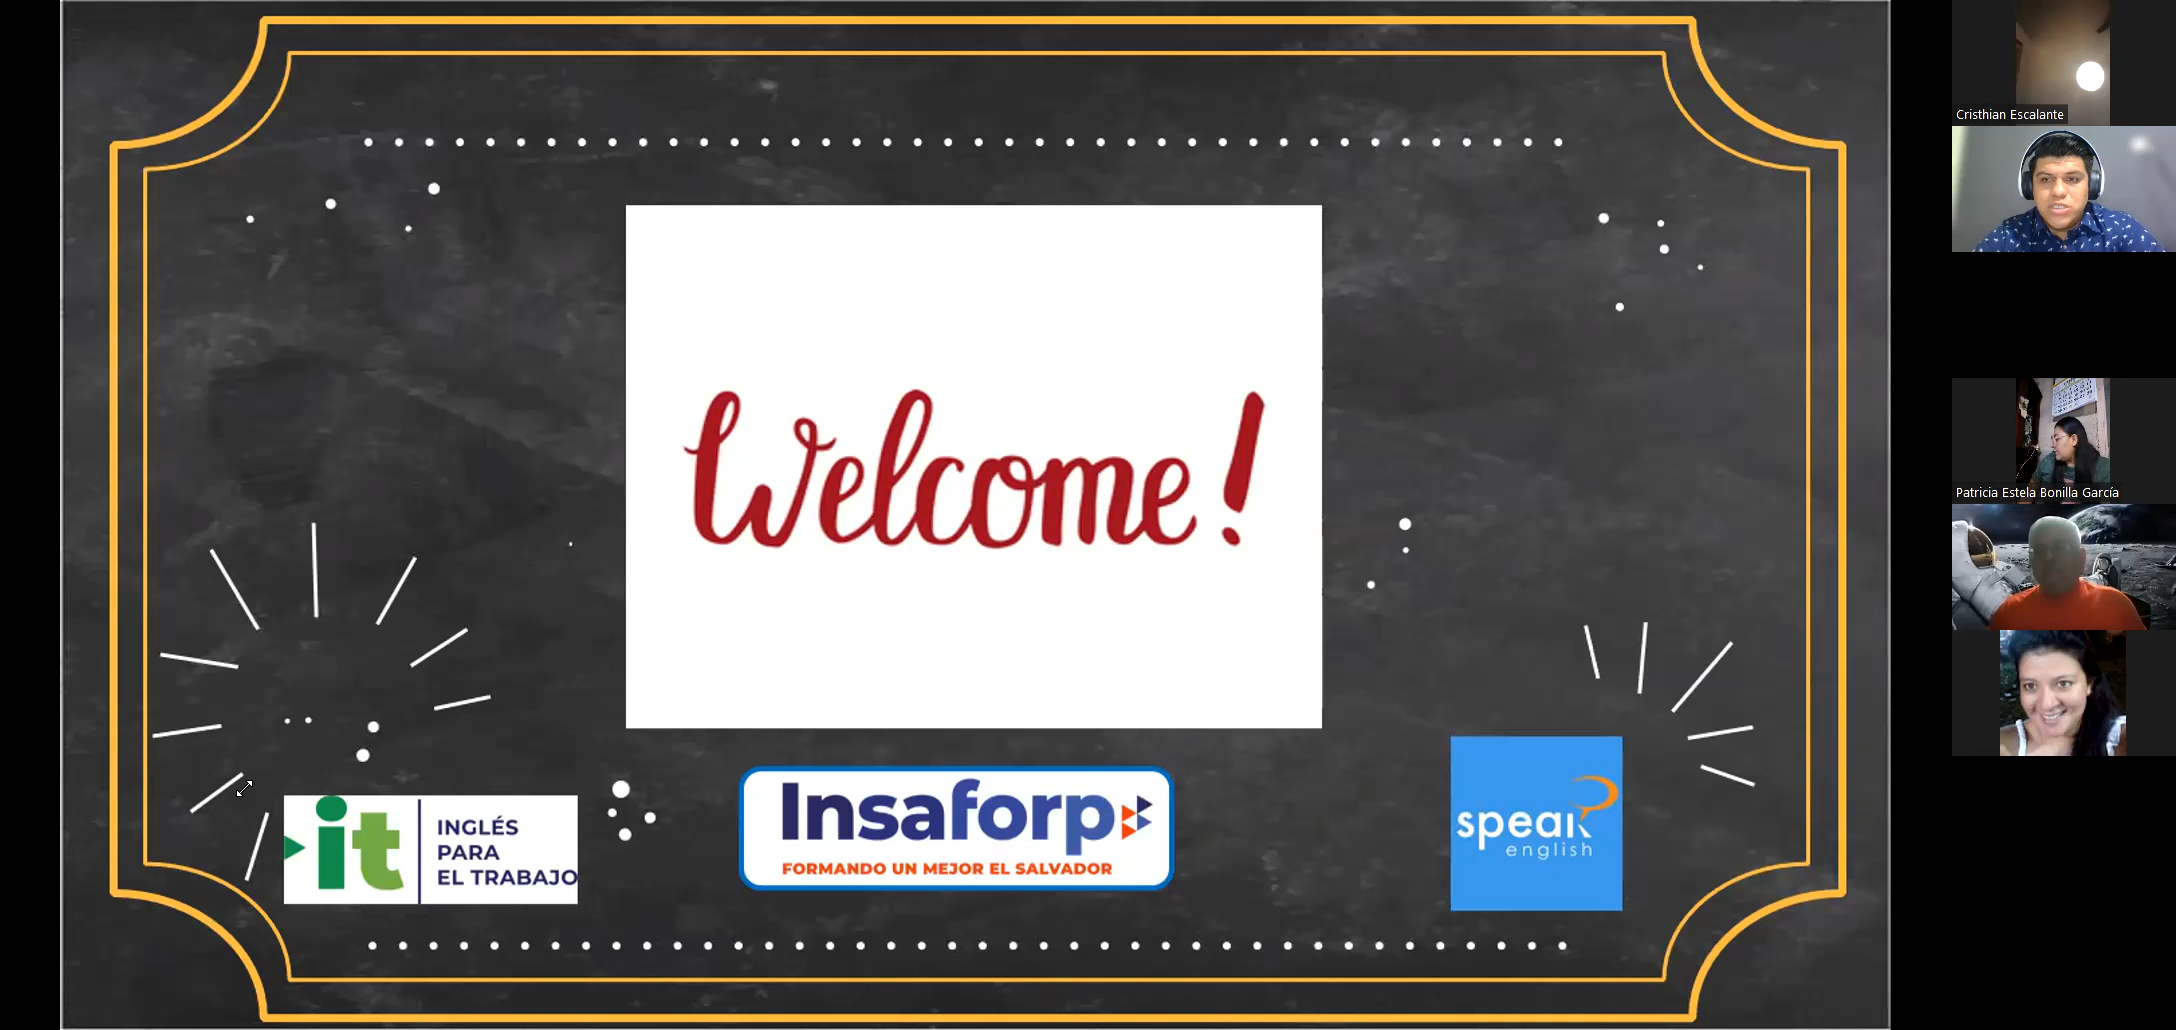 Welcome!
it
INGLÉS
PARA
EL TRABAJO
Insaforp
FORMANDO UN MEJOR EL SALVADOR
speak
english
Cristhian Escalante
Patricia Estela Bonilla García